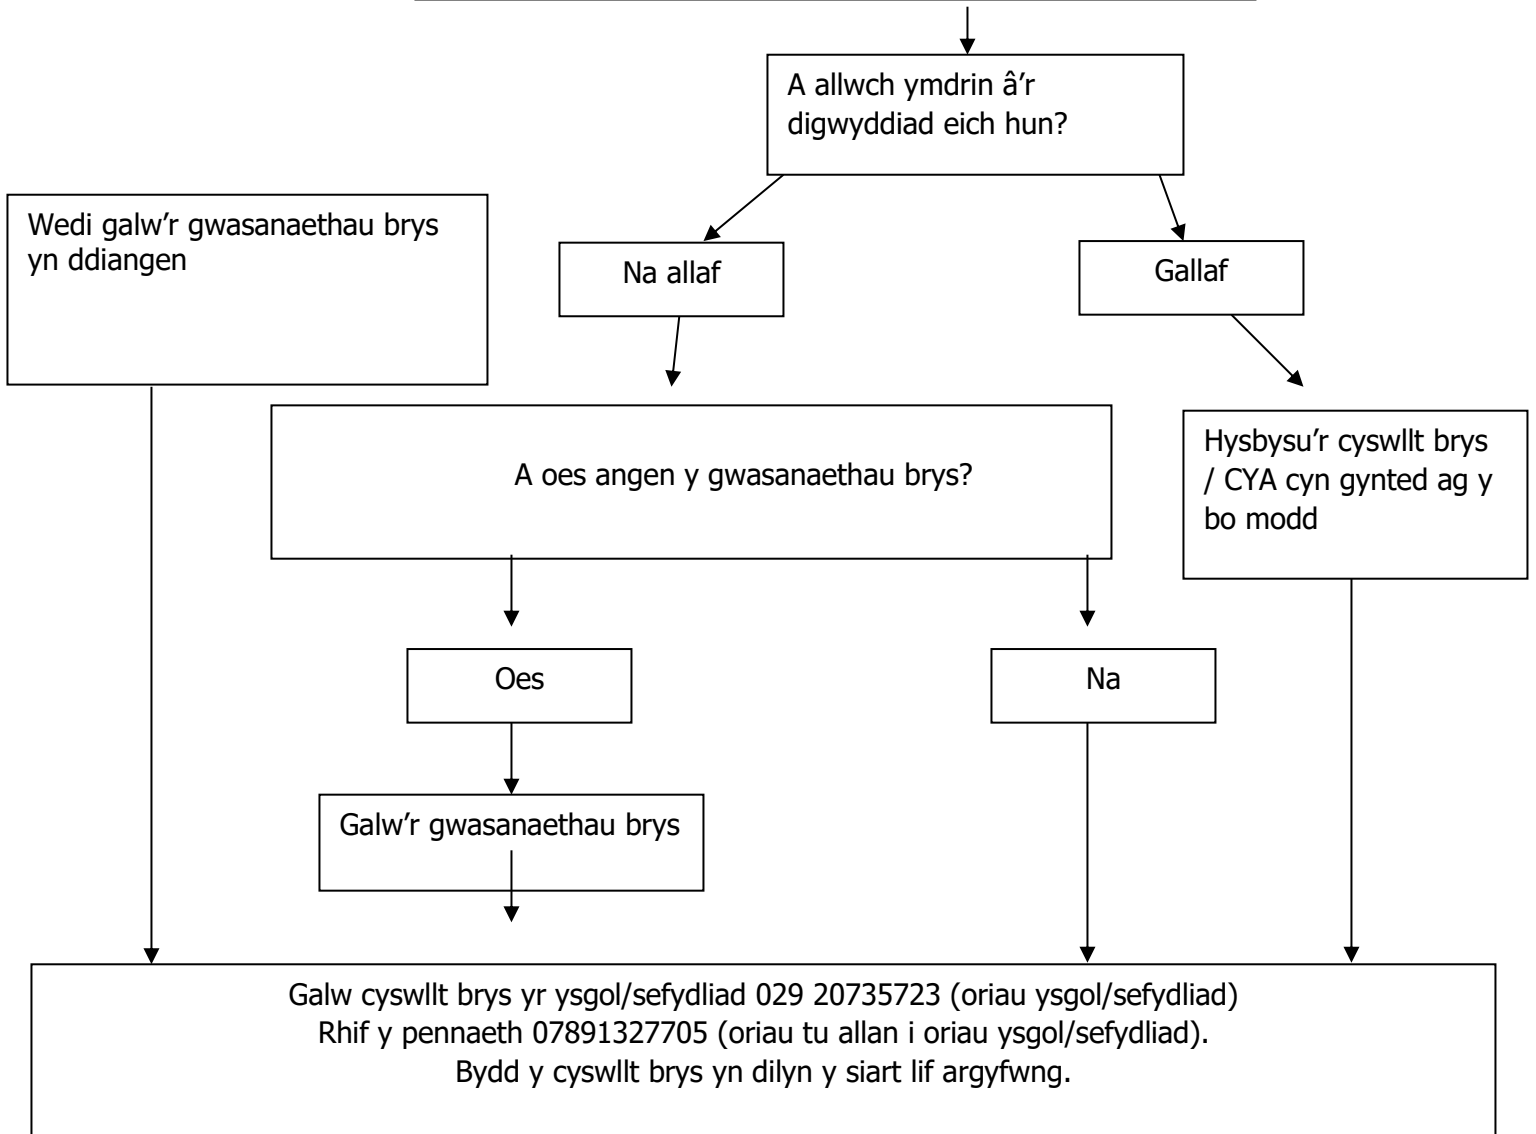 A allwch ymdrin â’r
digwyddiad eich hun?
Wedi galw’r gwasanaethau brys
yn ddiangen
Na allaf
Gallaf
A oes angen y gwasanaethau brys?
Hysbysu’r cyswllt brys
/ CYA cyn gynted ag y
bo modd
Oes
Na
Galw’r gwasanaethau brys
Galw cyswllt brys yr ysgol/sefydliad 029 20735723 (oriau ysgol/sefydliad)
Rhif y pennaeth 07891327705 (oriau tu allan i oriau ysgol/sefydliad).
Bydd y cyswllt brys yn dilyn y siart lif argyfwng.